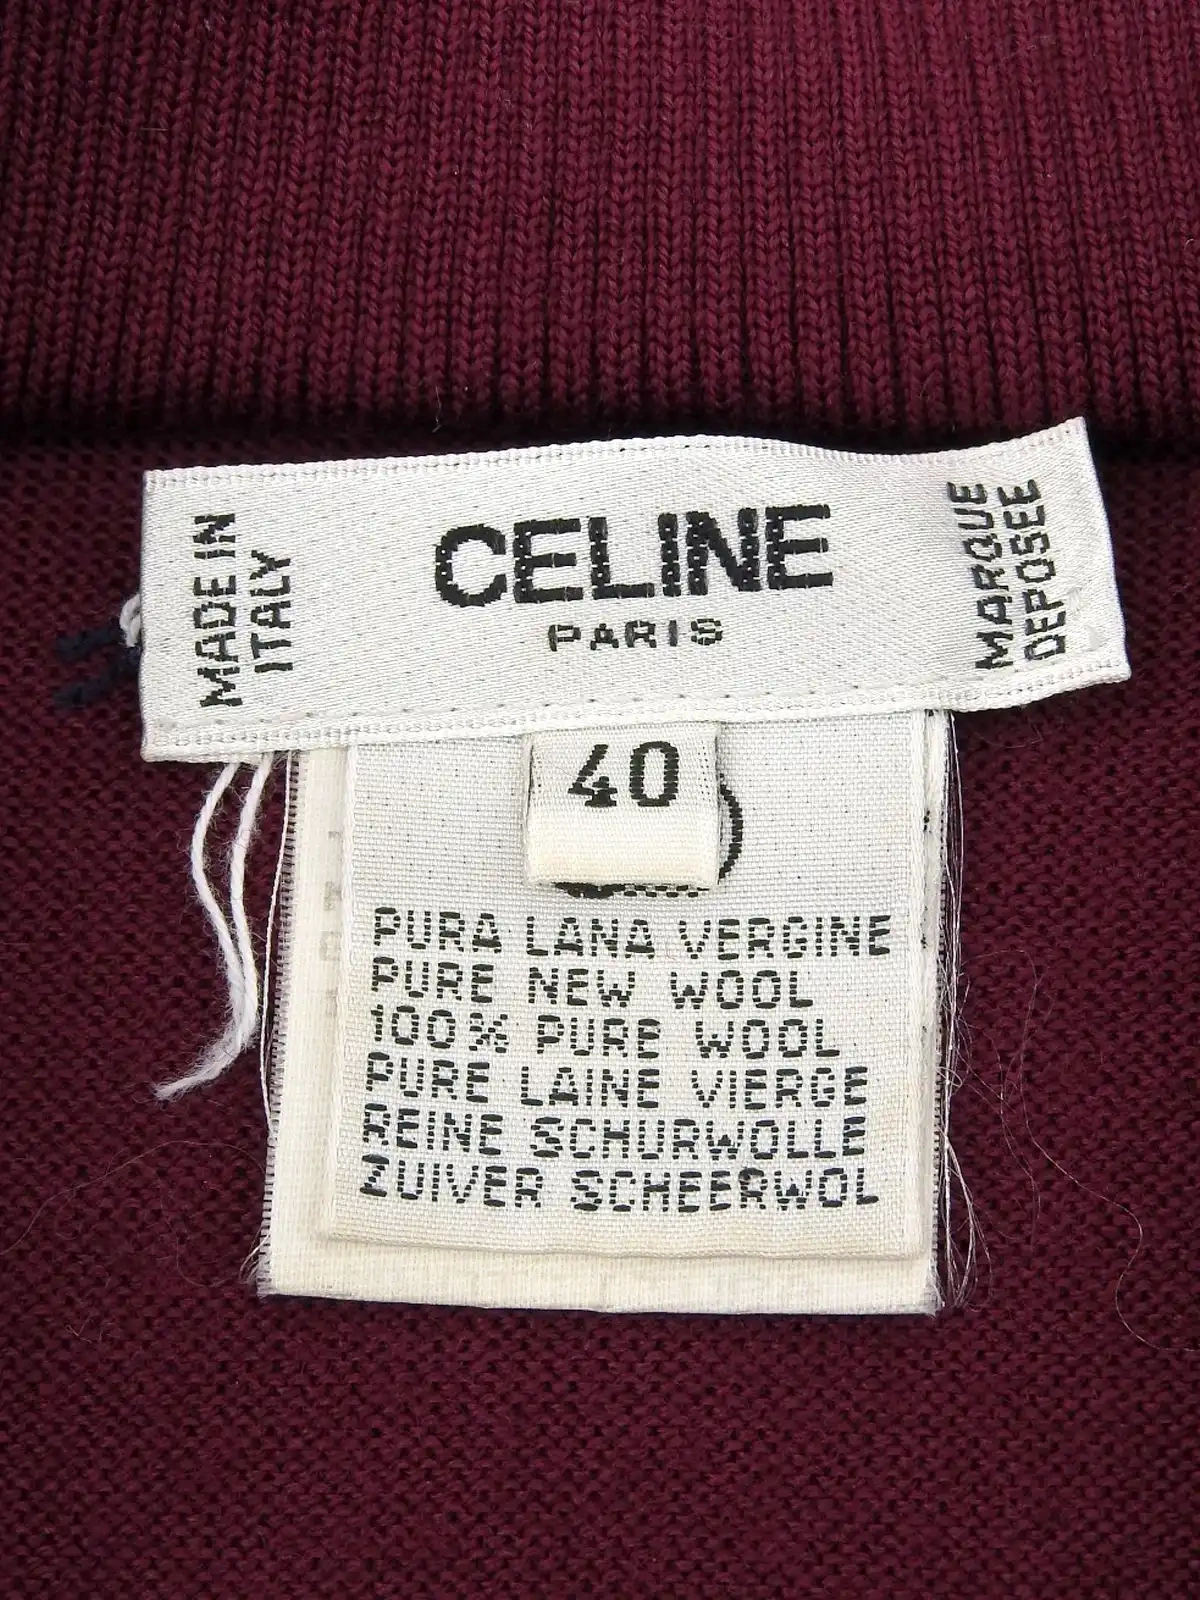 MADE IN
ITALY
CELINE
PARIS
MARQUE
DEPOSEE
40
PURA LANA VERGINE
PURE NEW WOOL
100% PURE WOOL
PURE LAINE VIERGE
REINE SCHURWOLLE
ZUIVER SCHEERWOL